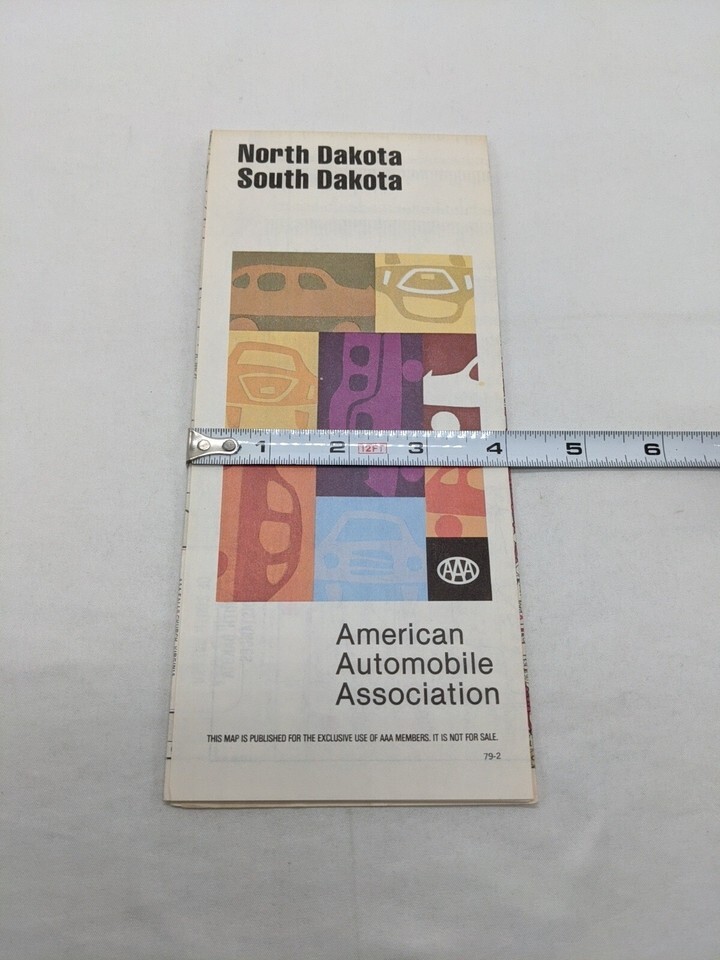 North Dakota
South Dakota
1 2 12FT 3 4 5 6
AAA
American
Automobile
Association
THIS MAP IS PUBLISHED FOR THE EXCLUSIVE USE OF AAA MEMBERS. IT IS NOT FOR SALE.
79-2